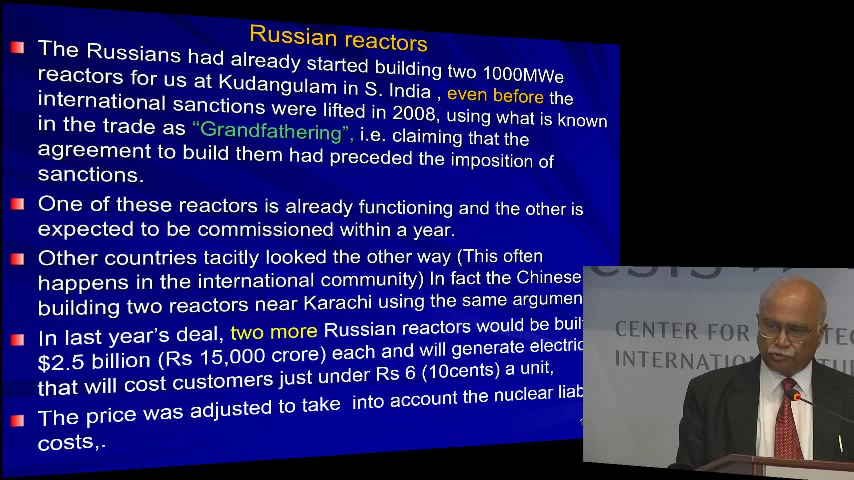 Russian reactors
The Russians had already started building two 1000MWe
reactors for us at Kudangulam in S. India , even before the
international sanctions were lifted in 2008, using what is known
in the trade as “Grandfathering”, i.e. claiming that the
agreement to build them had preceded the imposition of
sanctions.
One of these reactors is already functioning and the other is
expected to be commissioned within a year.
Other countries tacitly looked the other way (This often
happens in the international community) In fact the Chinese
building two reactors near Karachi using the same argumen
In last year’s deal, two more Russian reactors would be buil
$2.5 billion (Rs 15,000 crore) each and will generate electric
that will cost customers just under Rs 6 (10cents) a unit,
The price was adjusted to take into account the nuclear liab
costs,.
CSIS
CENTER FOR TEC
INTERNATION